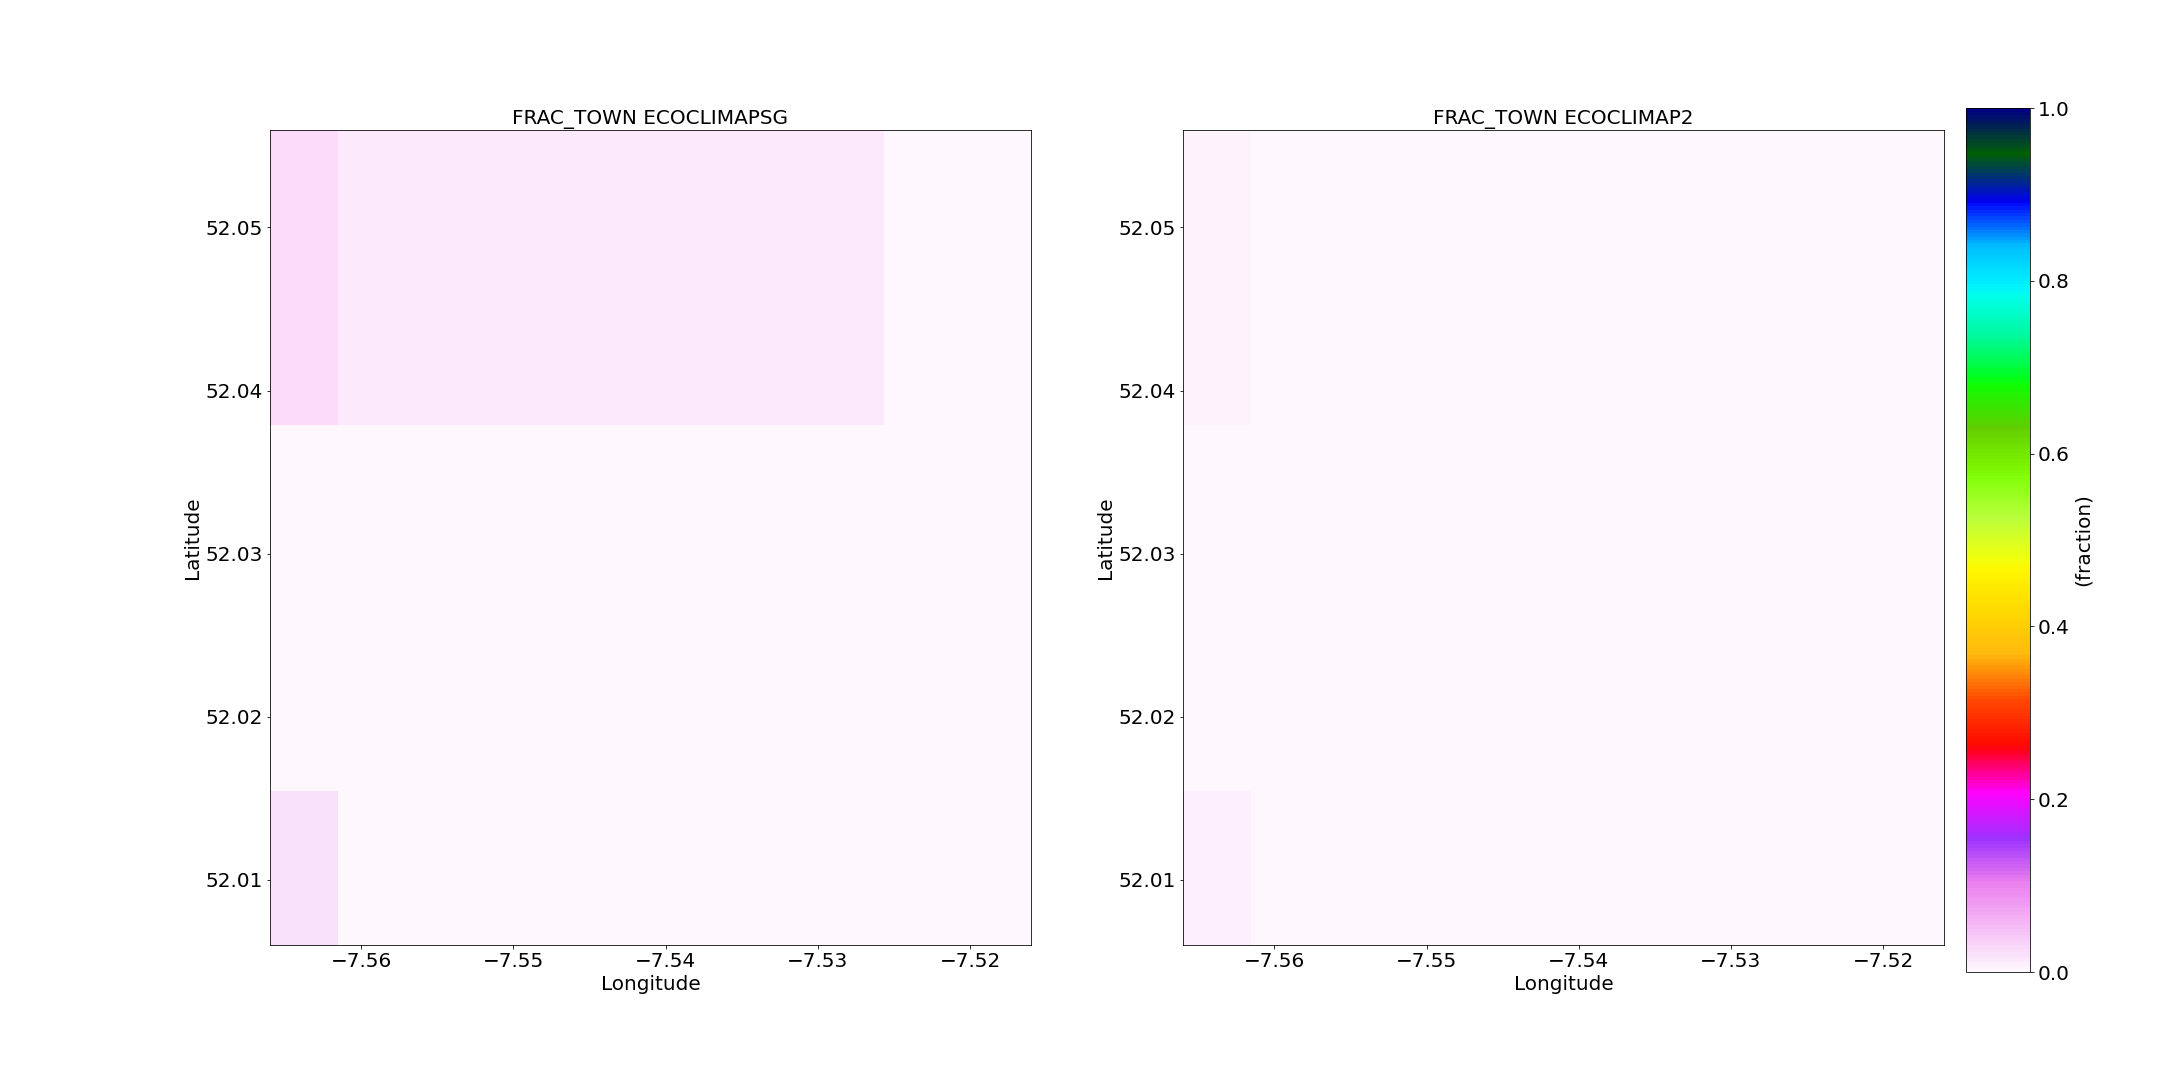 FRAC_TOWN ECOCLIMAPSG
52.05
52.04
52.03
52.02
52.01
Latitude
−7.56 −7.55 −7.54 −7.53 −7.52
Longitude
FRAC_TOWN ECOCLIMAP2
52.05
52.04
52.03
52.02
52.01
Latitude
−7.56 −7.55 −7.54 −7.53 −7.52
Longitude
1.0
0.8
0.6
0.4
0.2
0.0
(fraction)